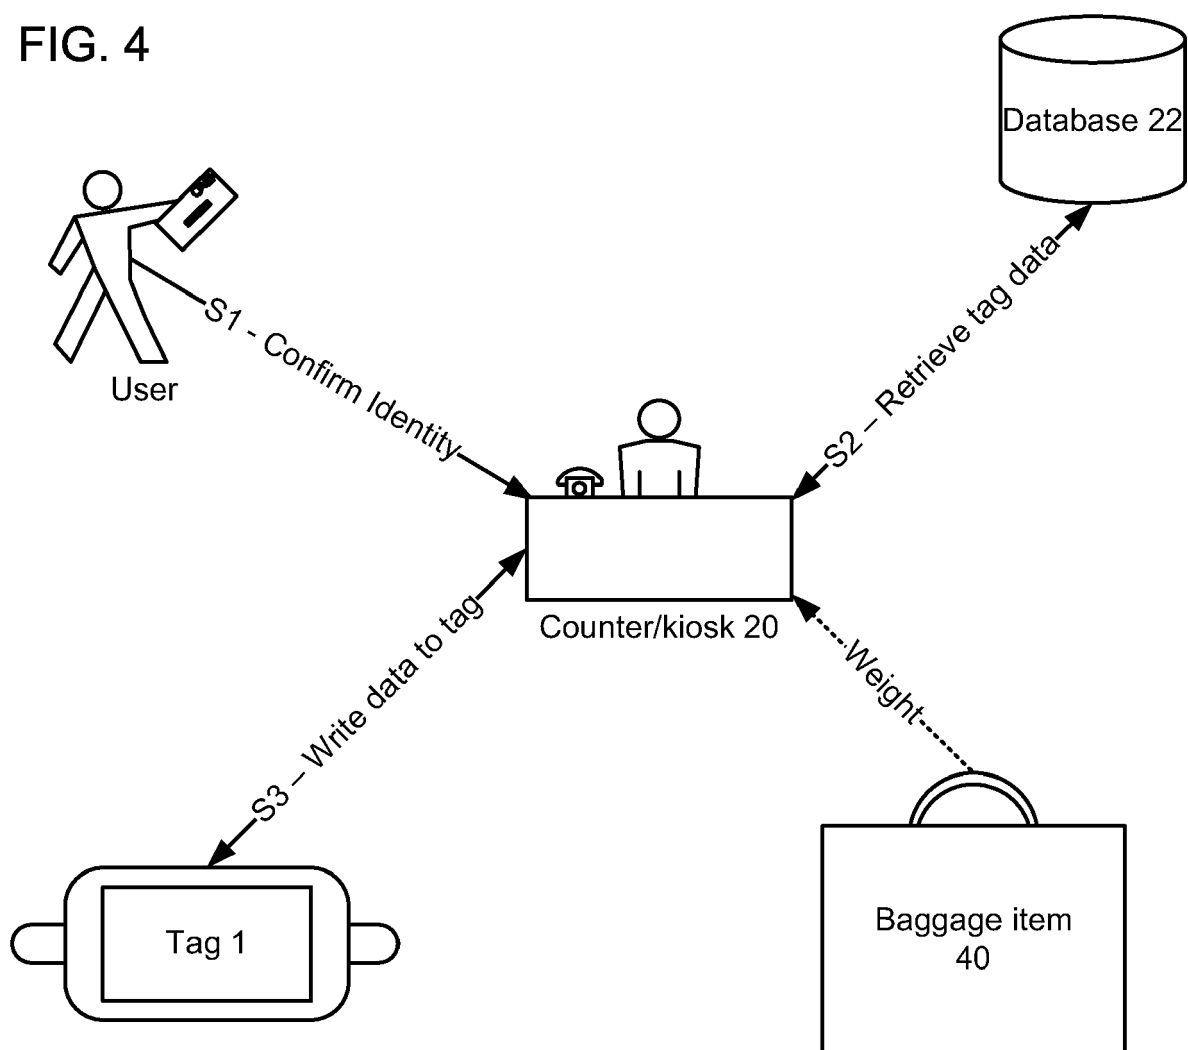 FIG. 4
Database 22
User
S1 - Confirm Identity
S2 – Retrieve tag data
Counter/kiosk 20
S3 – Write data to tag
Weight
Tag 1
Baggage item
40